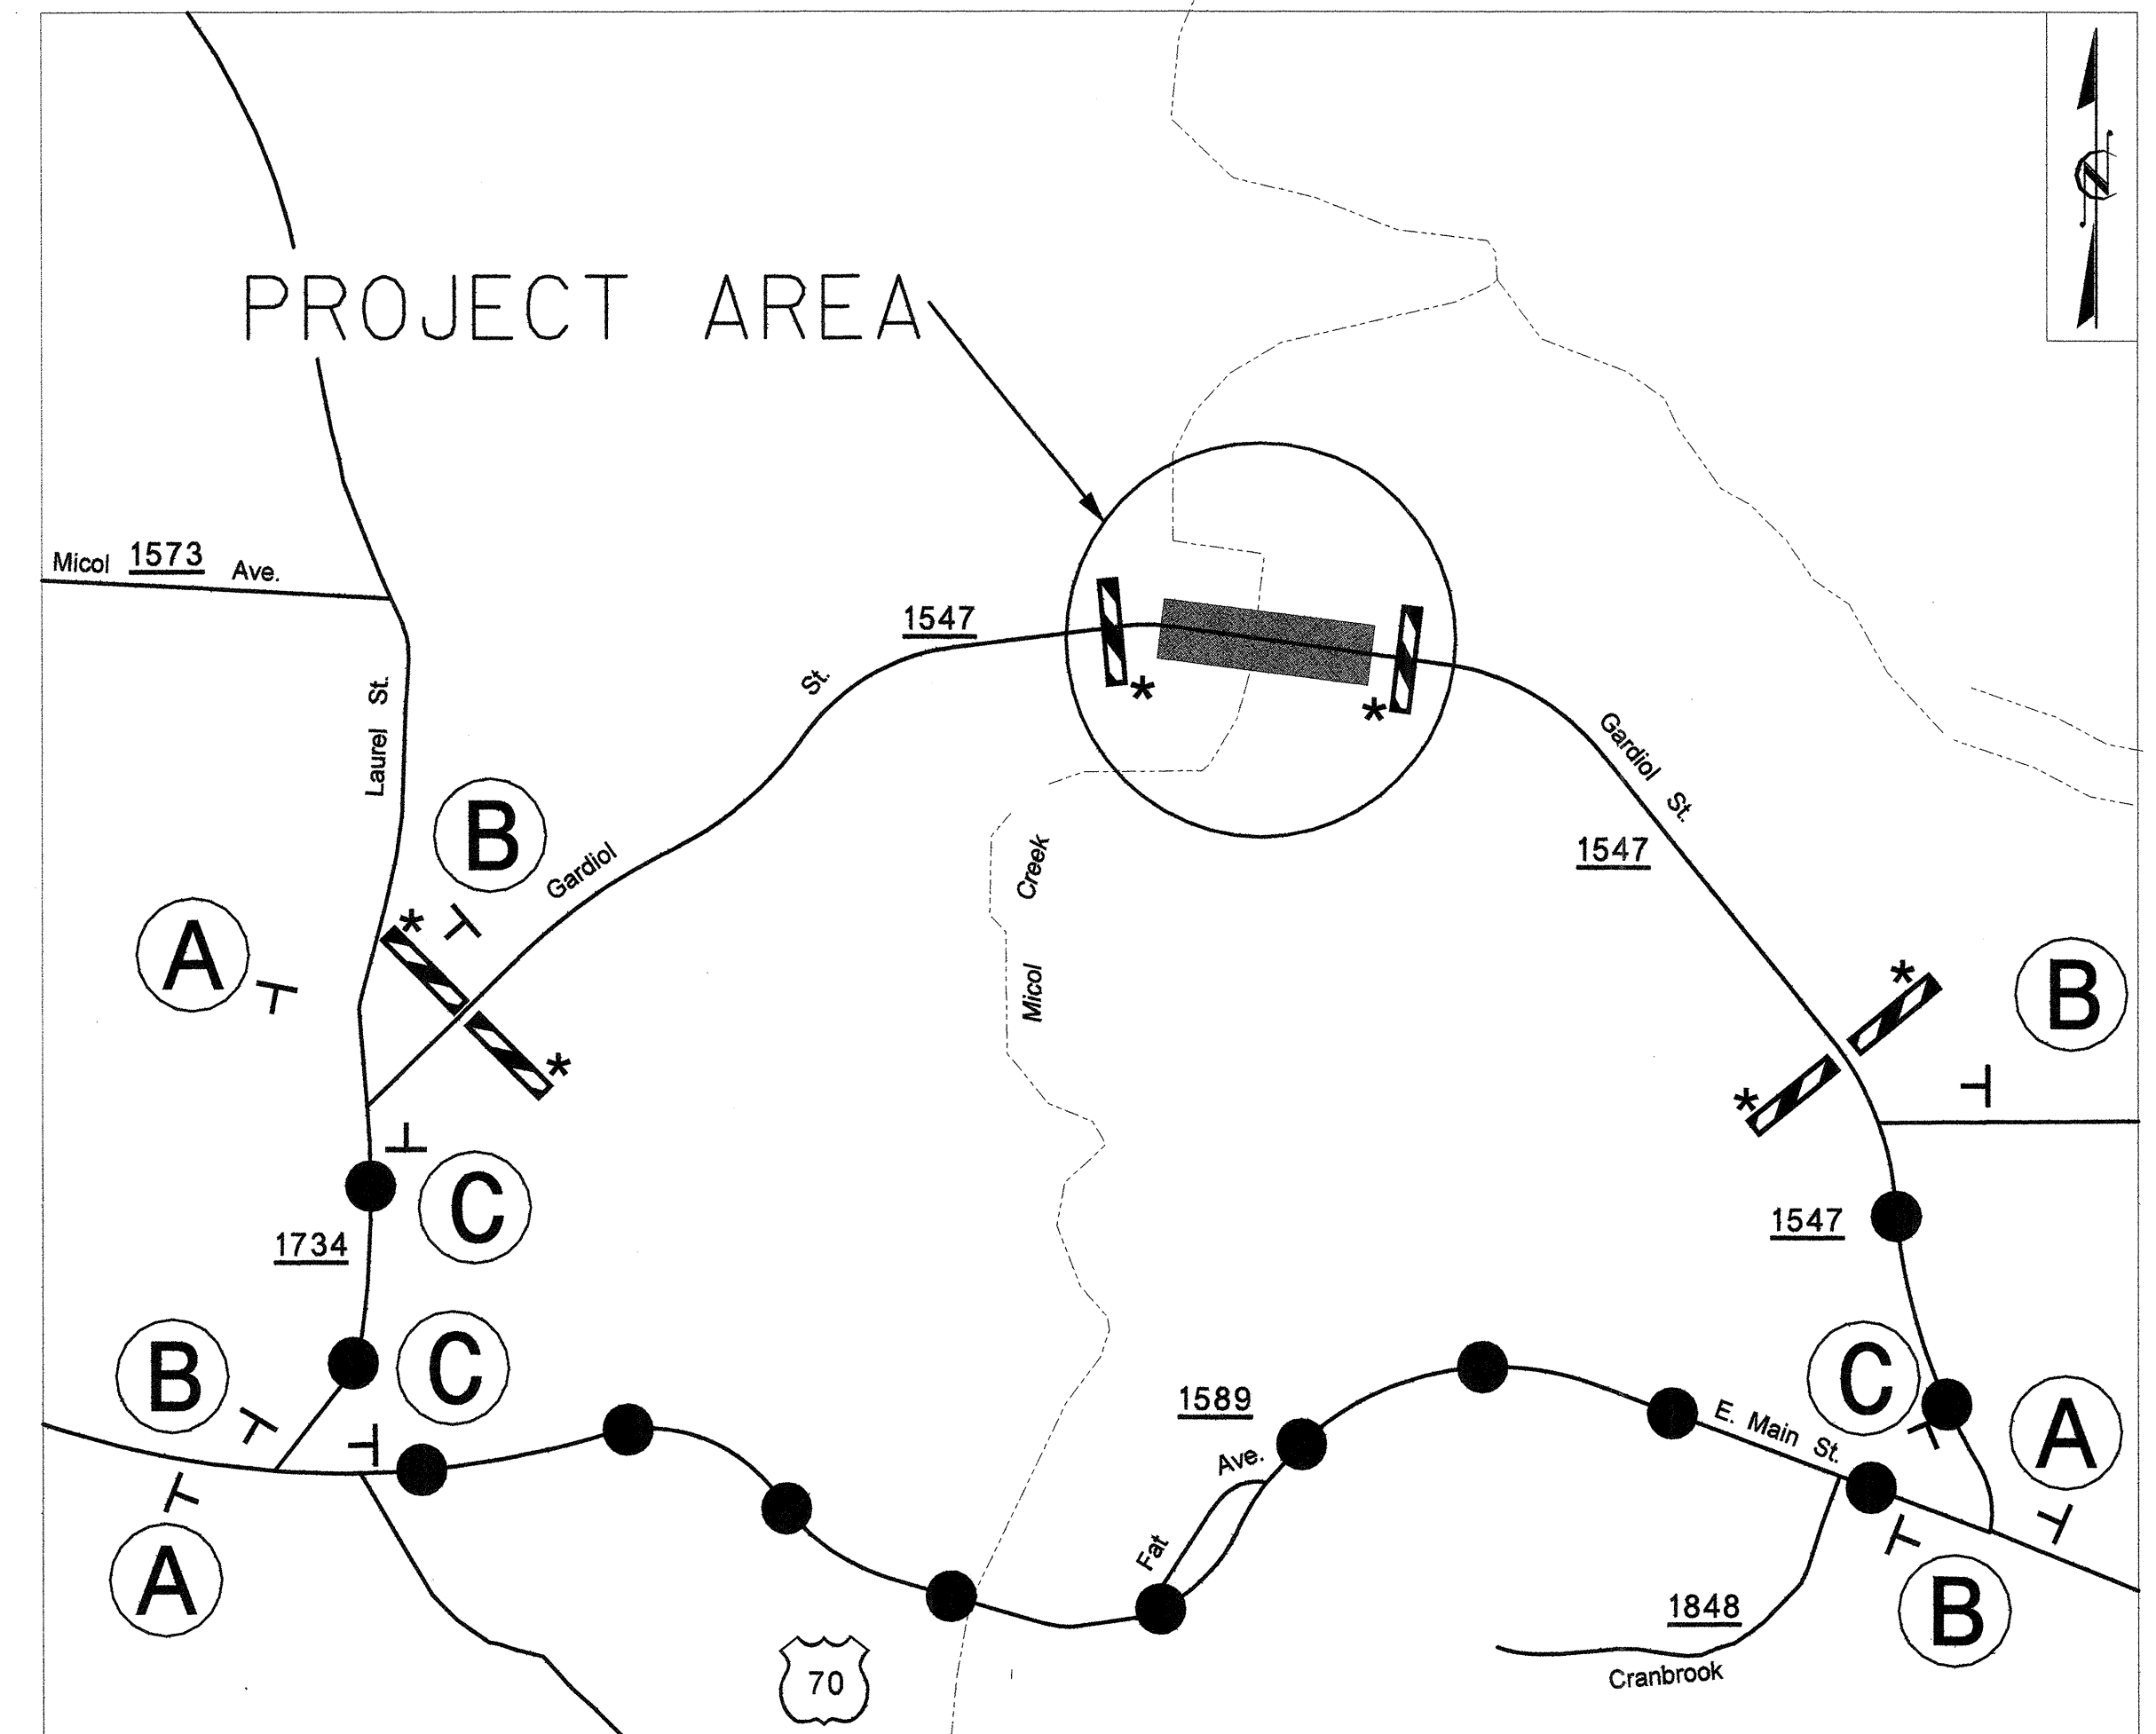 N
PROJECT AREA
Micol 1573 Ave.
1547
Laurel St.
St.
Gardiol St.
B
Gardiol
1547
Creek
*
*
A
*
*
B
Micol
*
*
C
1547
1734
B
C
C
A
1589
E. Main St.
Ave.
Fat
A
B
1848
Cranbrook
70